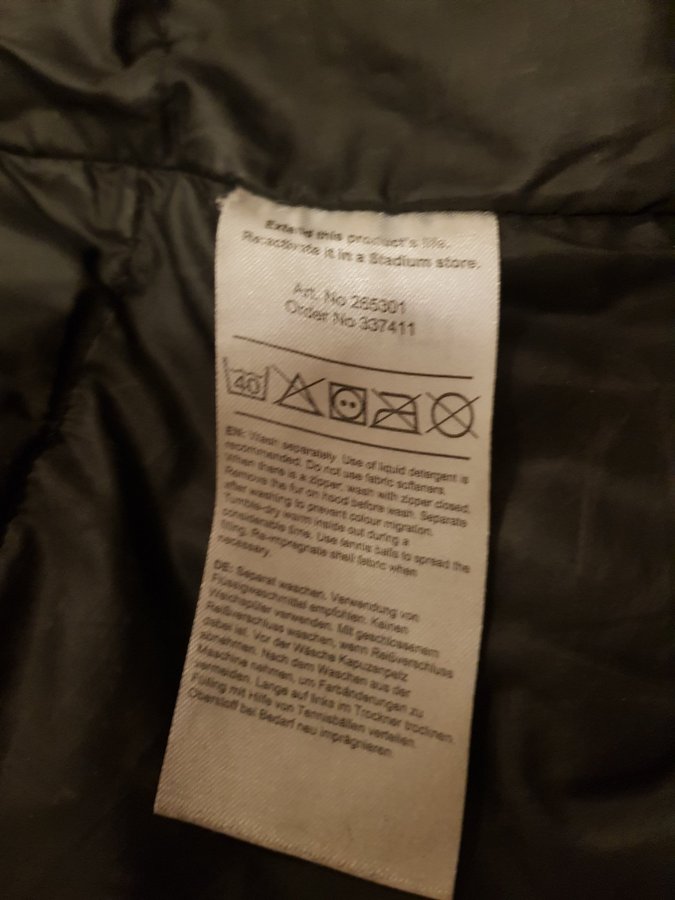 Extend this product's life.
Re:activate it in a Stadium store.
Art. No 265301
Order No 337411
40
EN: Wash separately. Use of liquid detergent is
recommended. Do not use fabric softeners.
When there is a zipper, wash with zipper closed.
Remove the fur on hood before wash. Separate
after washing to prevent colour migration.
Tumble-dry warm inside out during a
considerable time. Use tennis balls to spread the
filling. Re-impregnate shell fabric when
necessary.
DE: Separat waschen. Verwendung von
Flüssigwaschmittel empfohlen. Keinen
Weichspüler verwenden. Mit geschlossenem
Reißverschluss waschen, wenn Reißverschluss
dabei ist. Vor der Wäsche Kapuzenpelz
abnehmen. Nach dem Waschen aus der
Maschine nehmen, um Farbänderungen zu
vermeiden. Lange auf links im Trockner trocknen.
Füllung mit Hilfe von Tennisbällen verteilen.
Oberstoff bei Bedarf neu imprägnieren.